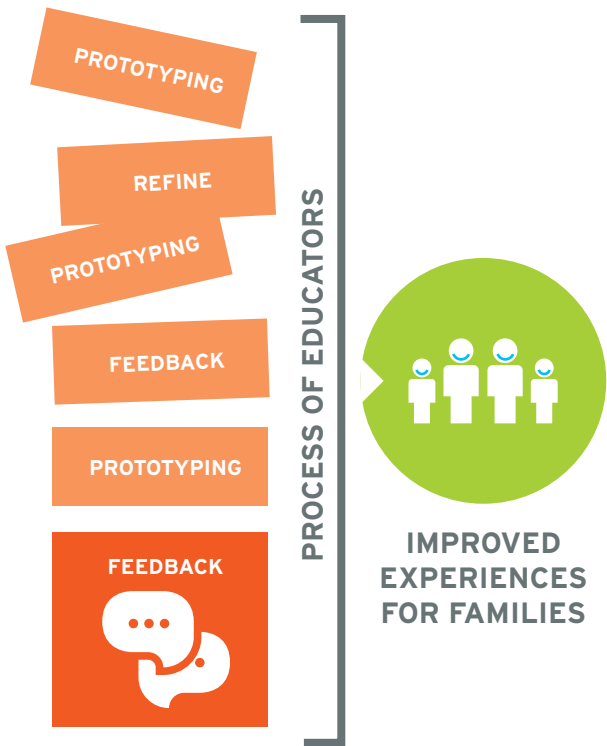 PROTOTYPING
REFINE
PROTOTYPING
FEEDBACK
PROTOTYPING
FEEDBACK
PROCESS OF EDUCATORS
IMPROVED
EXPERIENCES
FOR FAMILIES